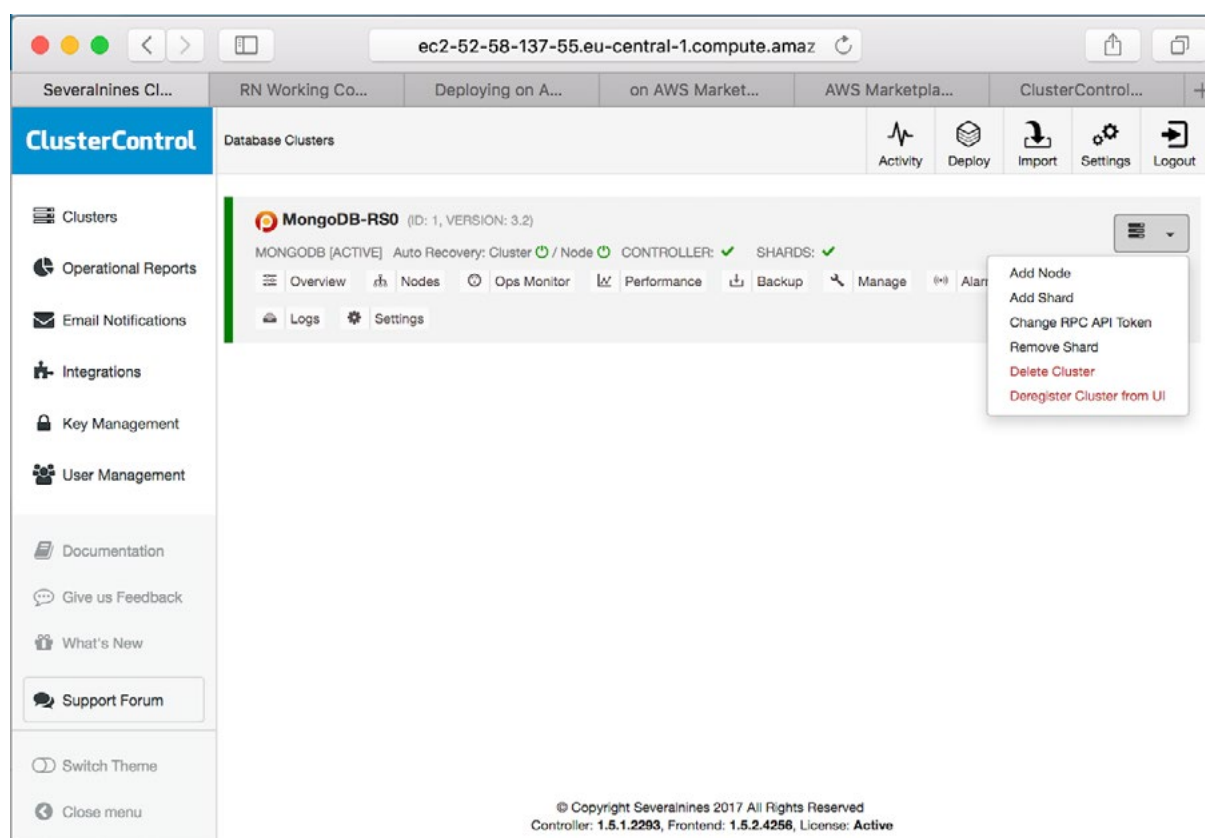 ec2-52-58-137-55.eu-central-1.compute.amaz
Severalnines Cl... RN Working Co... Deploying on A... on AWS Market... AWS Marketpla... ClusterControl...
ClusterControl
Database Clusters
Activity Deploy Import Settings Logout
Clusters
Operational Reports
Email Notifications
Integrations
Key Management
User Management
Documentation
Give us Feedback
What's New
Support Forum
Switch Theme
Close menu
MongoDB-RS0 (ID: 1, VERSION: 3.2)
MONGODB [ACTIVE] Auto Recovery: Cluster / Node CONTROLLER: SHARDS:
Overview Nodes Ops Monitor Performance Backup Manage Alarm
Logs Settings
Add Node
Add Shard
Change RPC API Token
Remove Shard
Delete Cluster
Deregister Cluster from UI
© Copyright Severalnines 2017 All Rights Reserved
Controller: 1.5.1.2293, Frontend: 1.5.2.4256, License: Active